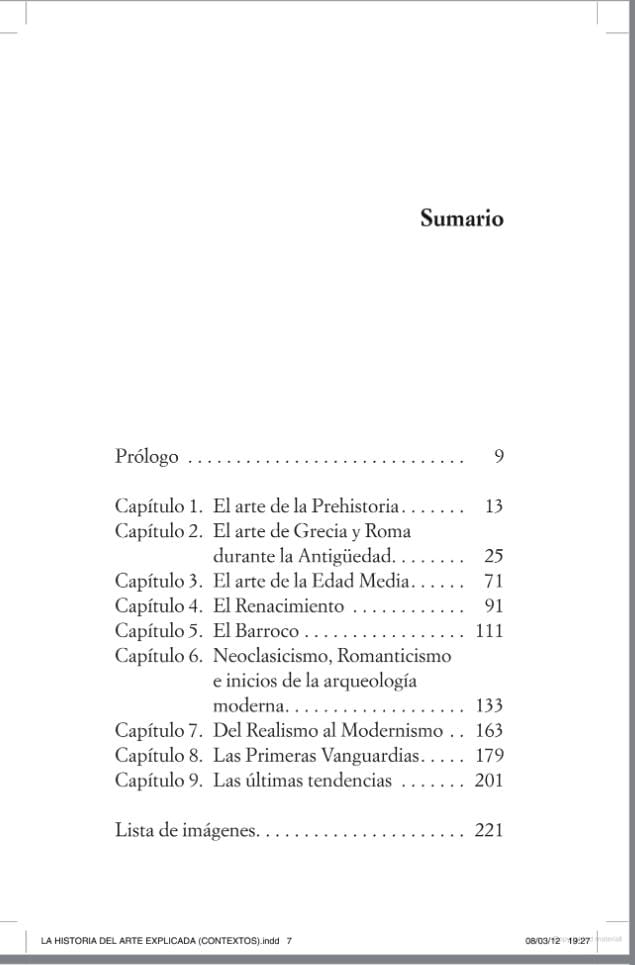 Sumario
Prólogo . . . . . . . . . . . . . . . . . . . . . . . . . . . . . 9
Capítulo 1. El arte de la Prehistoria. . . . . . . 13
Capítulo 2. El arte de Grecia y Roma
durante la Antigüedad. . . . . . . . 25
Capítulo 3. El arte de la Edad Media. . . . . . 71
Capítulo 4. El Renacimiento . . . . . . . . . . . . 91
Capítulo 5. El Barroco . . . . . . . . . . . . . . . . . 111
Capítulo 6. Neoclasicismo, Romanticismo
e inicios de la arqueología
moderna. . . . . . . . . . . . . . . . . . . 133
Capítulo 7. Del Realismo al Modernismo . . 163
Capítulo 8. Las Primeras Vanguardias. . . . . 179
Capítulo 9. Las últimas tendencias . . . . . . . 201
Lista de imágenes. . . . . . . . . . . . . . . . . . . . . . 221
LA HISTORIA DEL ARTE EXPLICADA (CONTEXTOS).indd 7 08/03/12 19:27 material